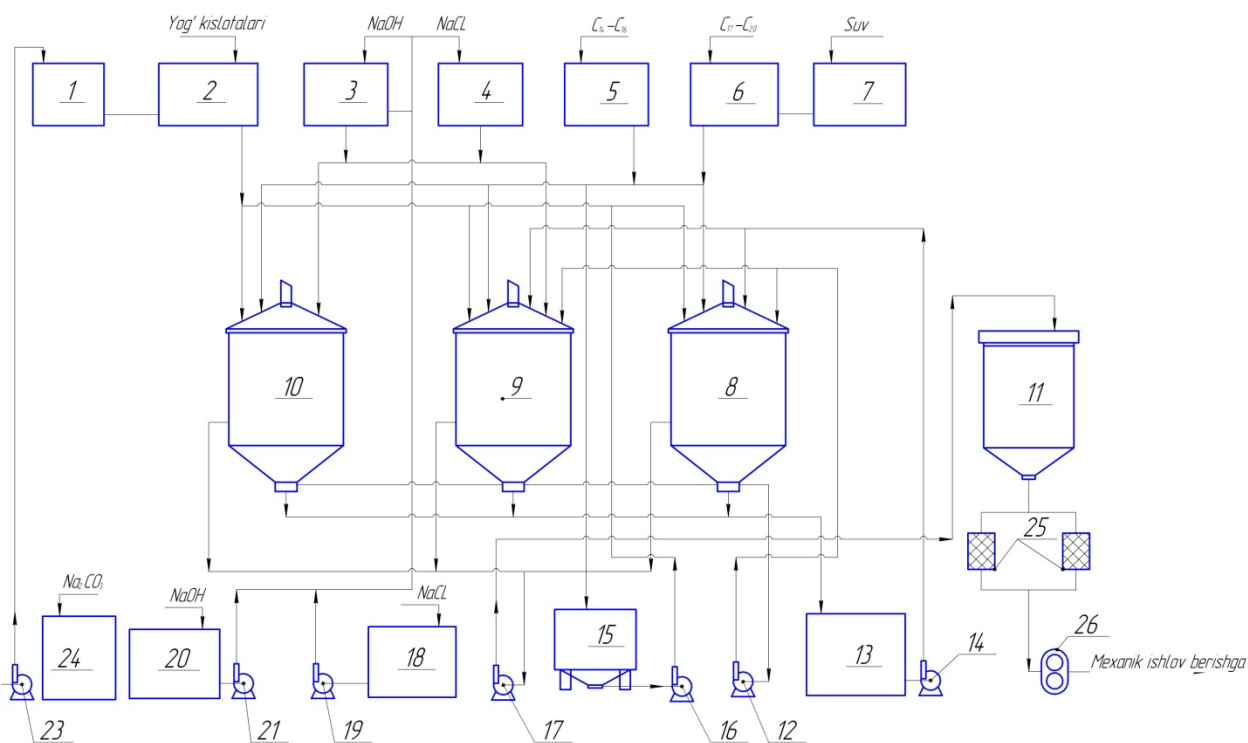 Yog' kislotalari
NaOH
NaCl
C₁₄-C₁₆
C₁₇-C₂₀
Suv
1
2
3
4
5
6
7
10
9
8
11
25
Na₂CO₃
NaOH
NaCl
24
20
18
15
13
26
14
Mexanik ishlov berishga
23
21
19
17
16
12